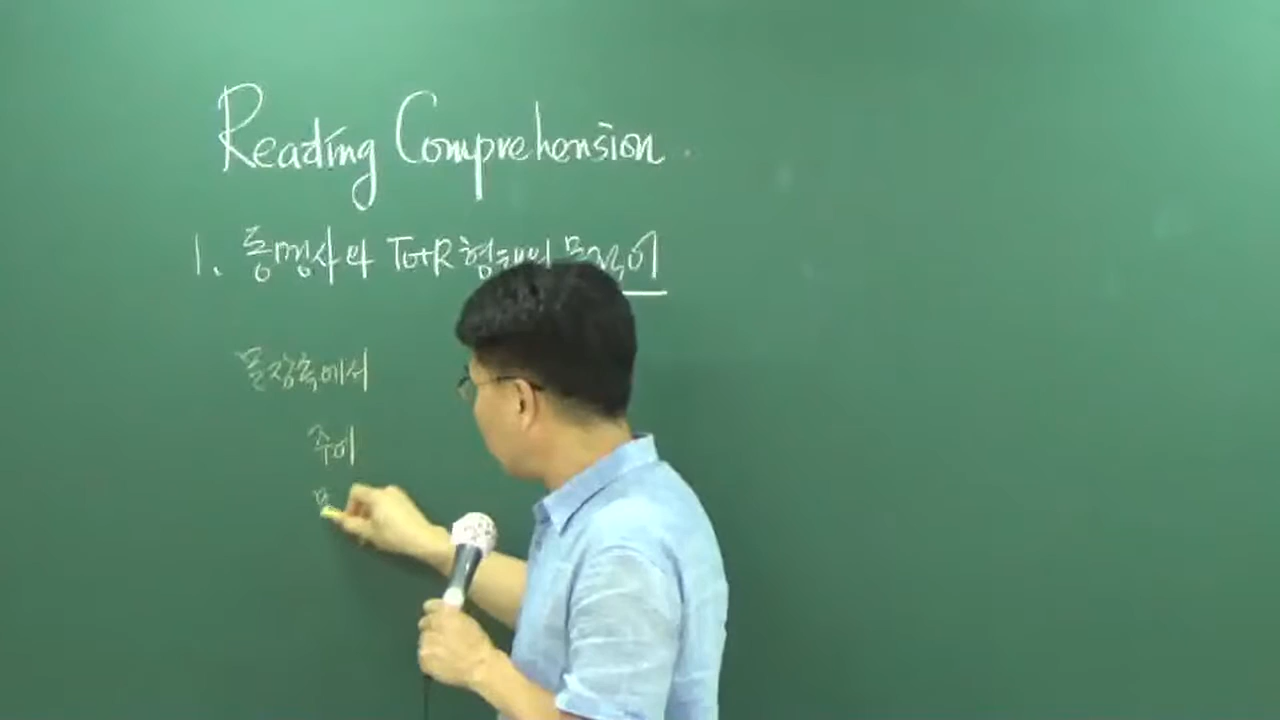 Reading Comprehension
1. 동명사와 To+R 형태의 목적어
문장속에서
주어